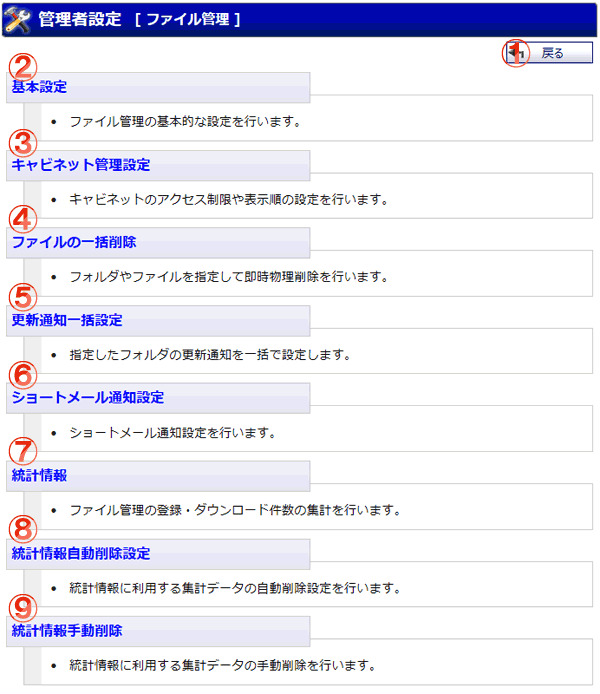 管理者設定 [ ファイル管理 ]
① 戻る
②
基本設定
• ファイル管理の基本的な設定を行います。
③
キャビネット管理設定
• キャビネットのアクセス制限や表示順の設定を行います。
④
ファイルの一括削除
• フォルダやファイルを指定して即時物理削除を行います。
⑤
更新通知一括設定
• 指定したフォルダの更新通知を一括で設定します。
⑥
ショートメール通知設定
• ショートメール通知設定を行います。
⑦
統計情報
• ファイル管理の登録・ダウンロード件数の集計を行います。
⑧
統計情報自動削除設定
• 統計情報に利用する集計データの自動削除設定を行います。
⑨
統計情報手動削除
• 統計情報に利用する集計データの手動削除を行います。